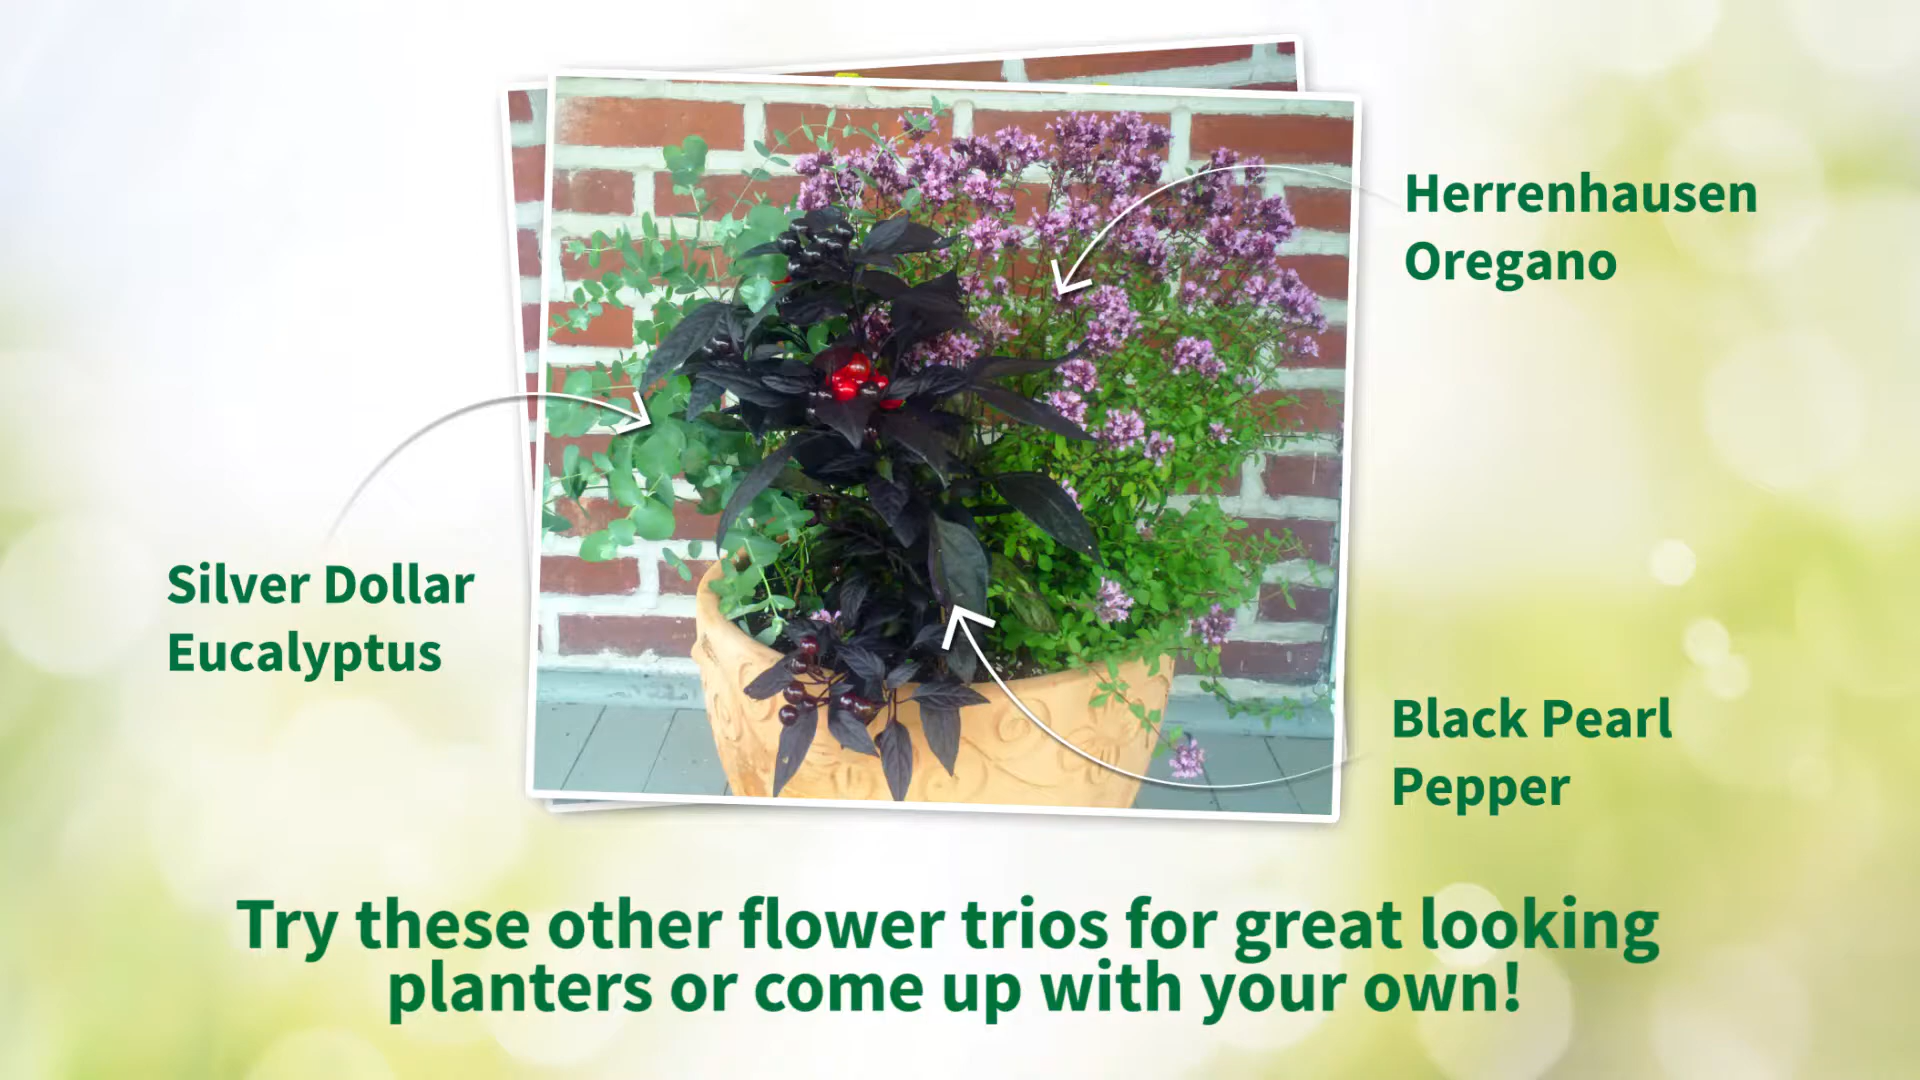 Herrenhausen
Oregano
Silver Dollar
Eucalyptus
Black Pearl
Pepper
Try these other flower trios for great looking
planters or come up with your own!